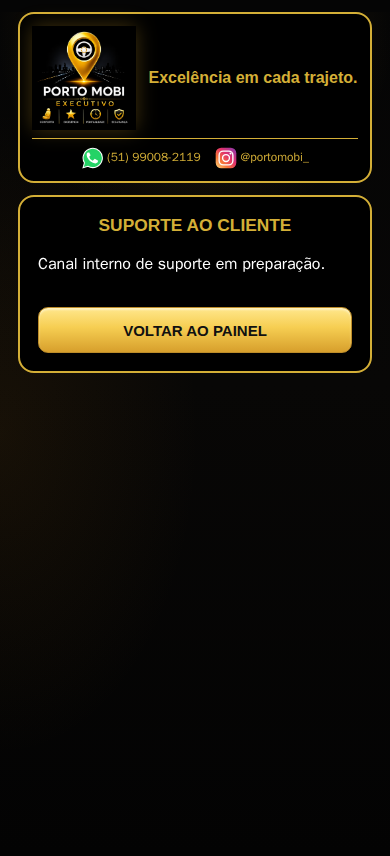 PORTO MOBI
EXECUTIVO
Excelência em cada trajeto.
(51) 99008-2119 @portomobi_
SUPORTE AO CLIENTE
Canal interno de suporte em preparação.
VOLTAR AO PAINEL